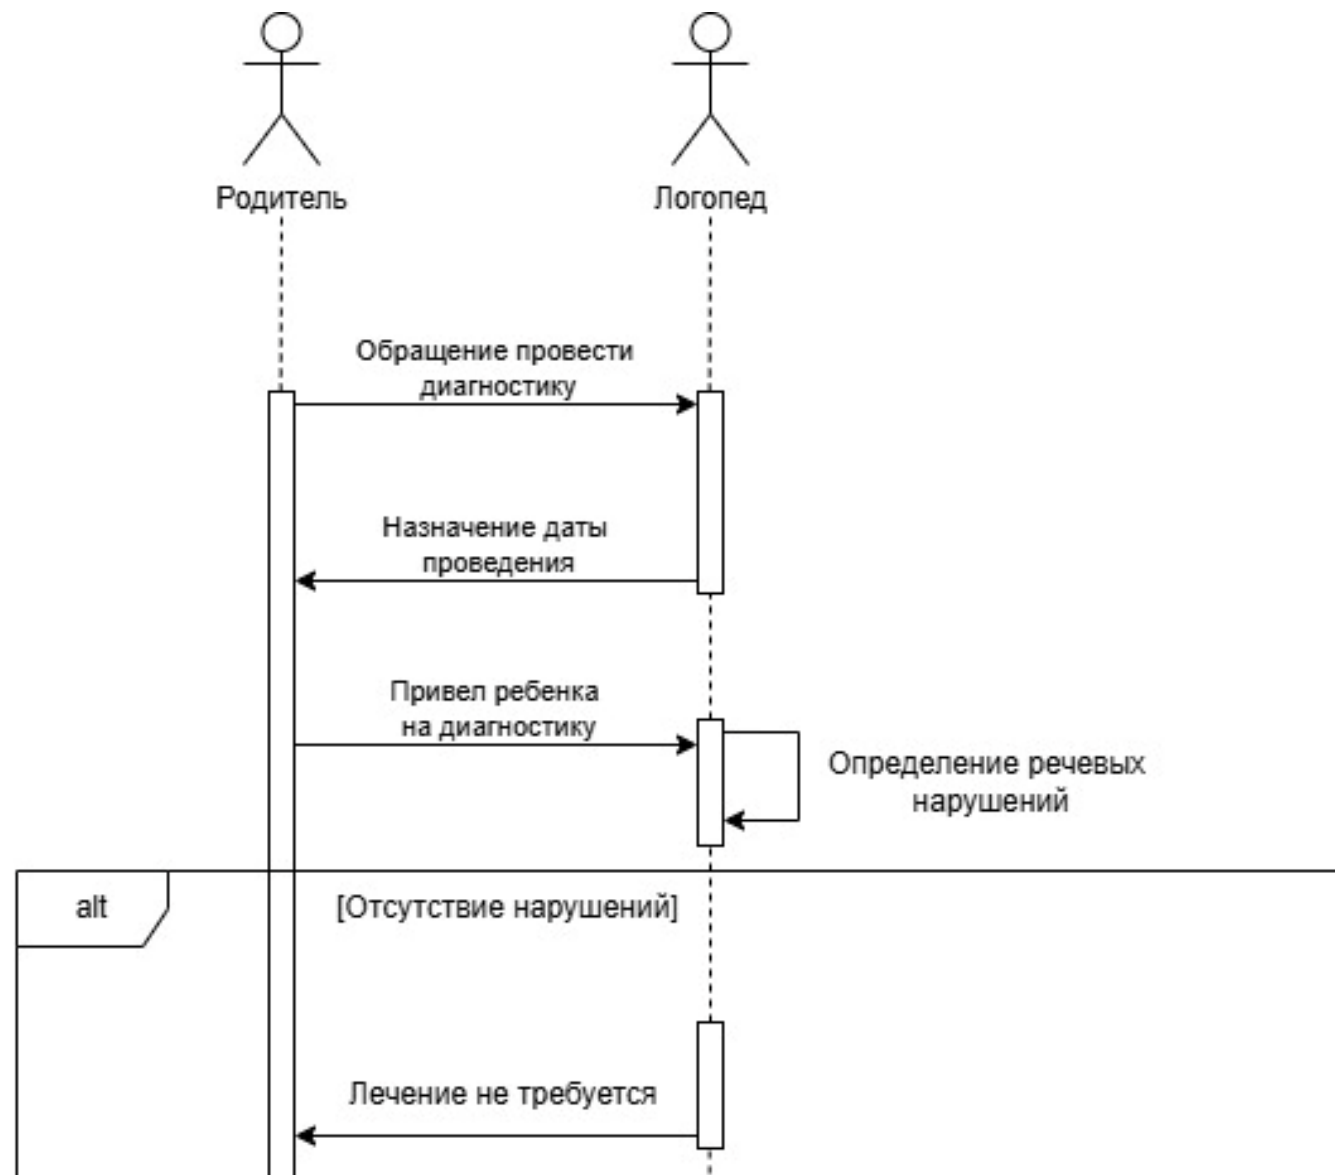 Родитель
Логопед
Обращение провести
диагностику
Назначение даты
проведения
Привел ребенка
на диагностику
Определение речевых
нарушений
alt
[Отсутствие нарушений]
Лечение не требуется